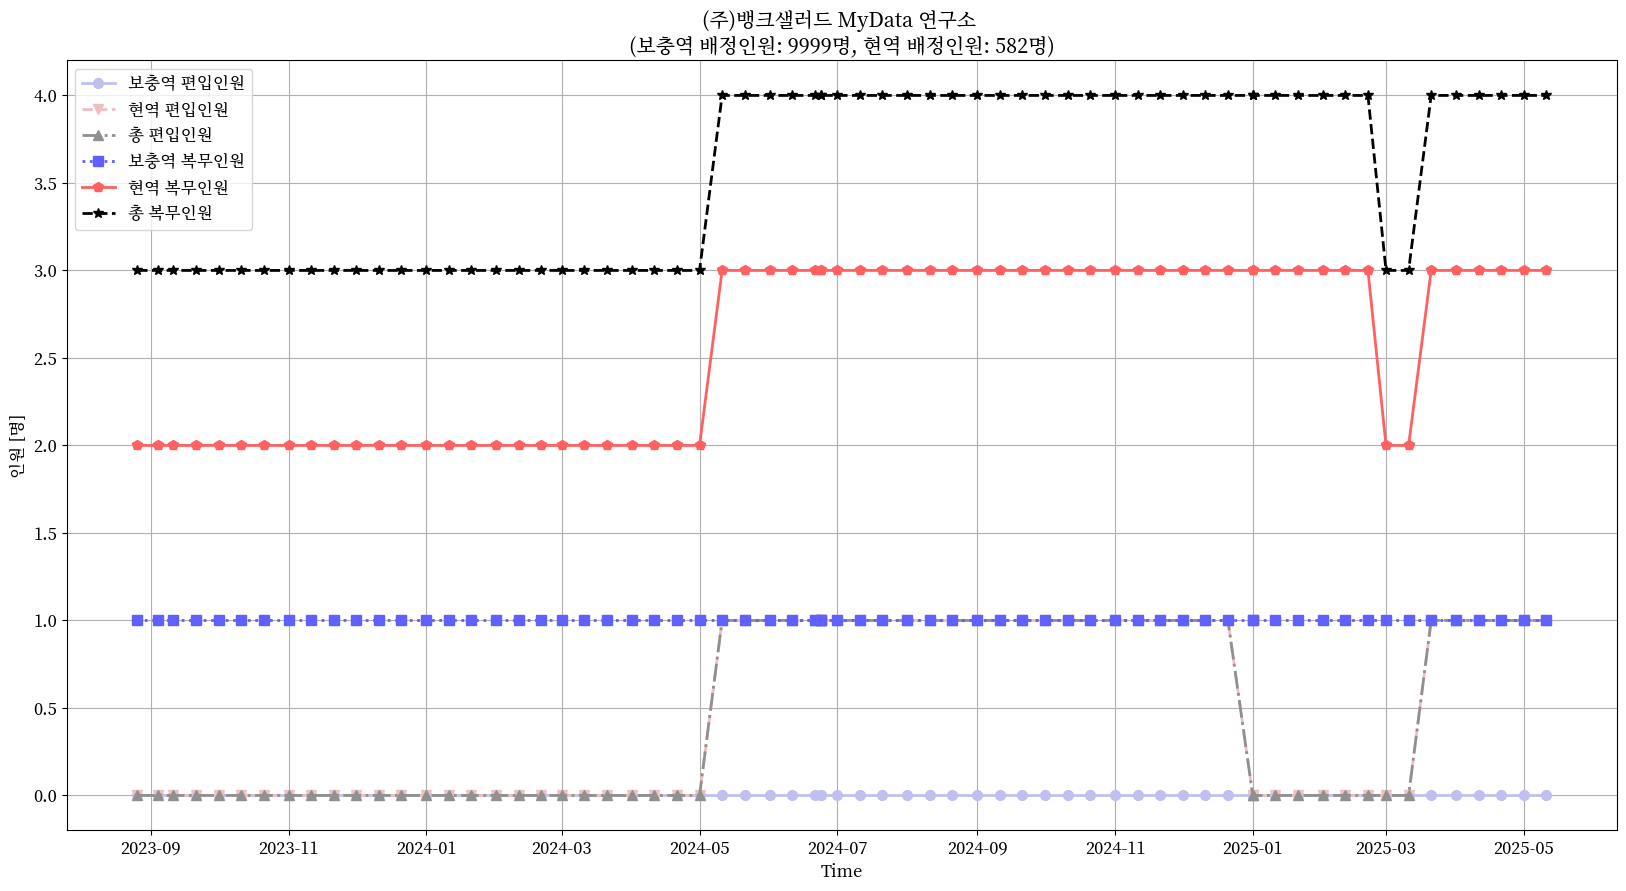 (주)뱅크샐러드 MyData 연구소
(보충역 배정인원: 9999명, 현역 배정인원: 582명)
보충역 편입인원
현역 편입인원
총 편입인원
보충역 복무인원
현역 복무인원
총 복무인원
4.0
3.5
3.0
2.5
2.0
1.5
1.0
0.5
0.0
인원 [명]
2023-09 2023-11 2024-01 2024-03 2024-05 2024-07 2024-09 2024-11 2025-01 2025-03 2025-05
Time